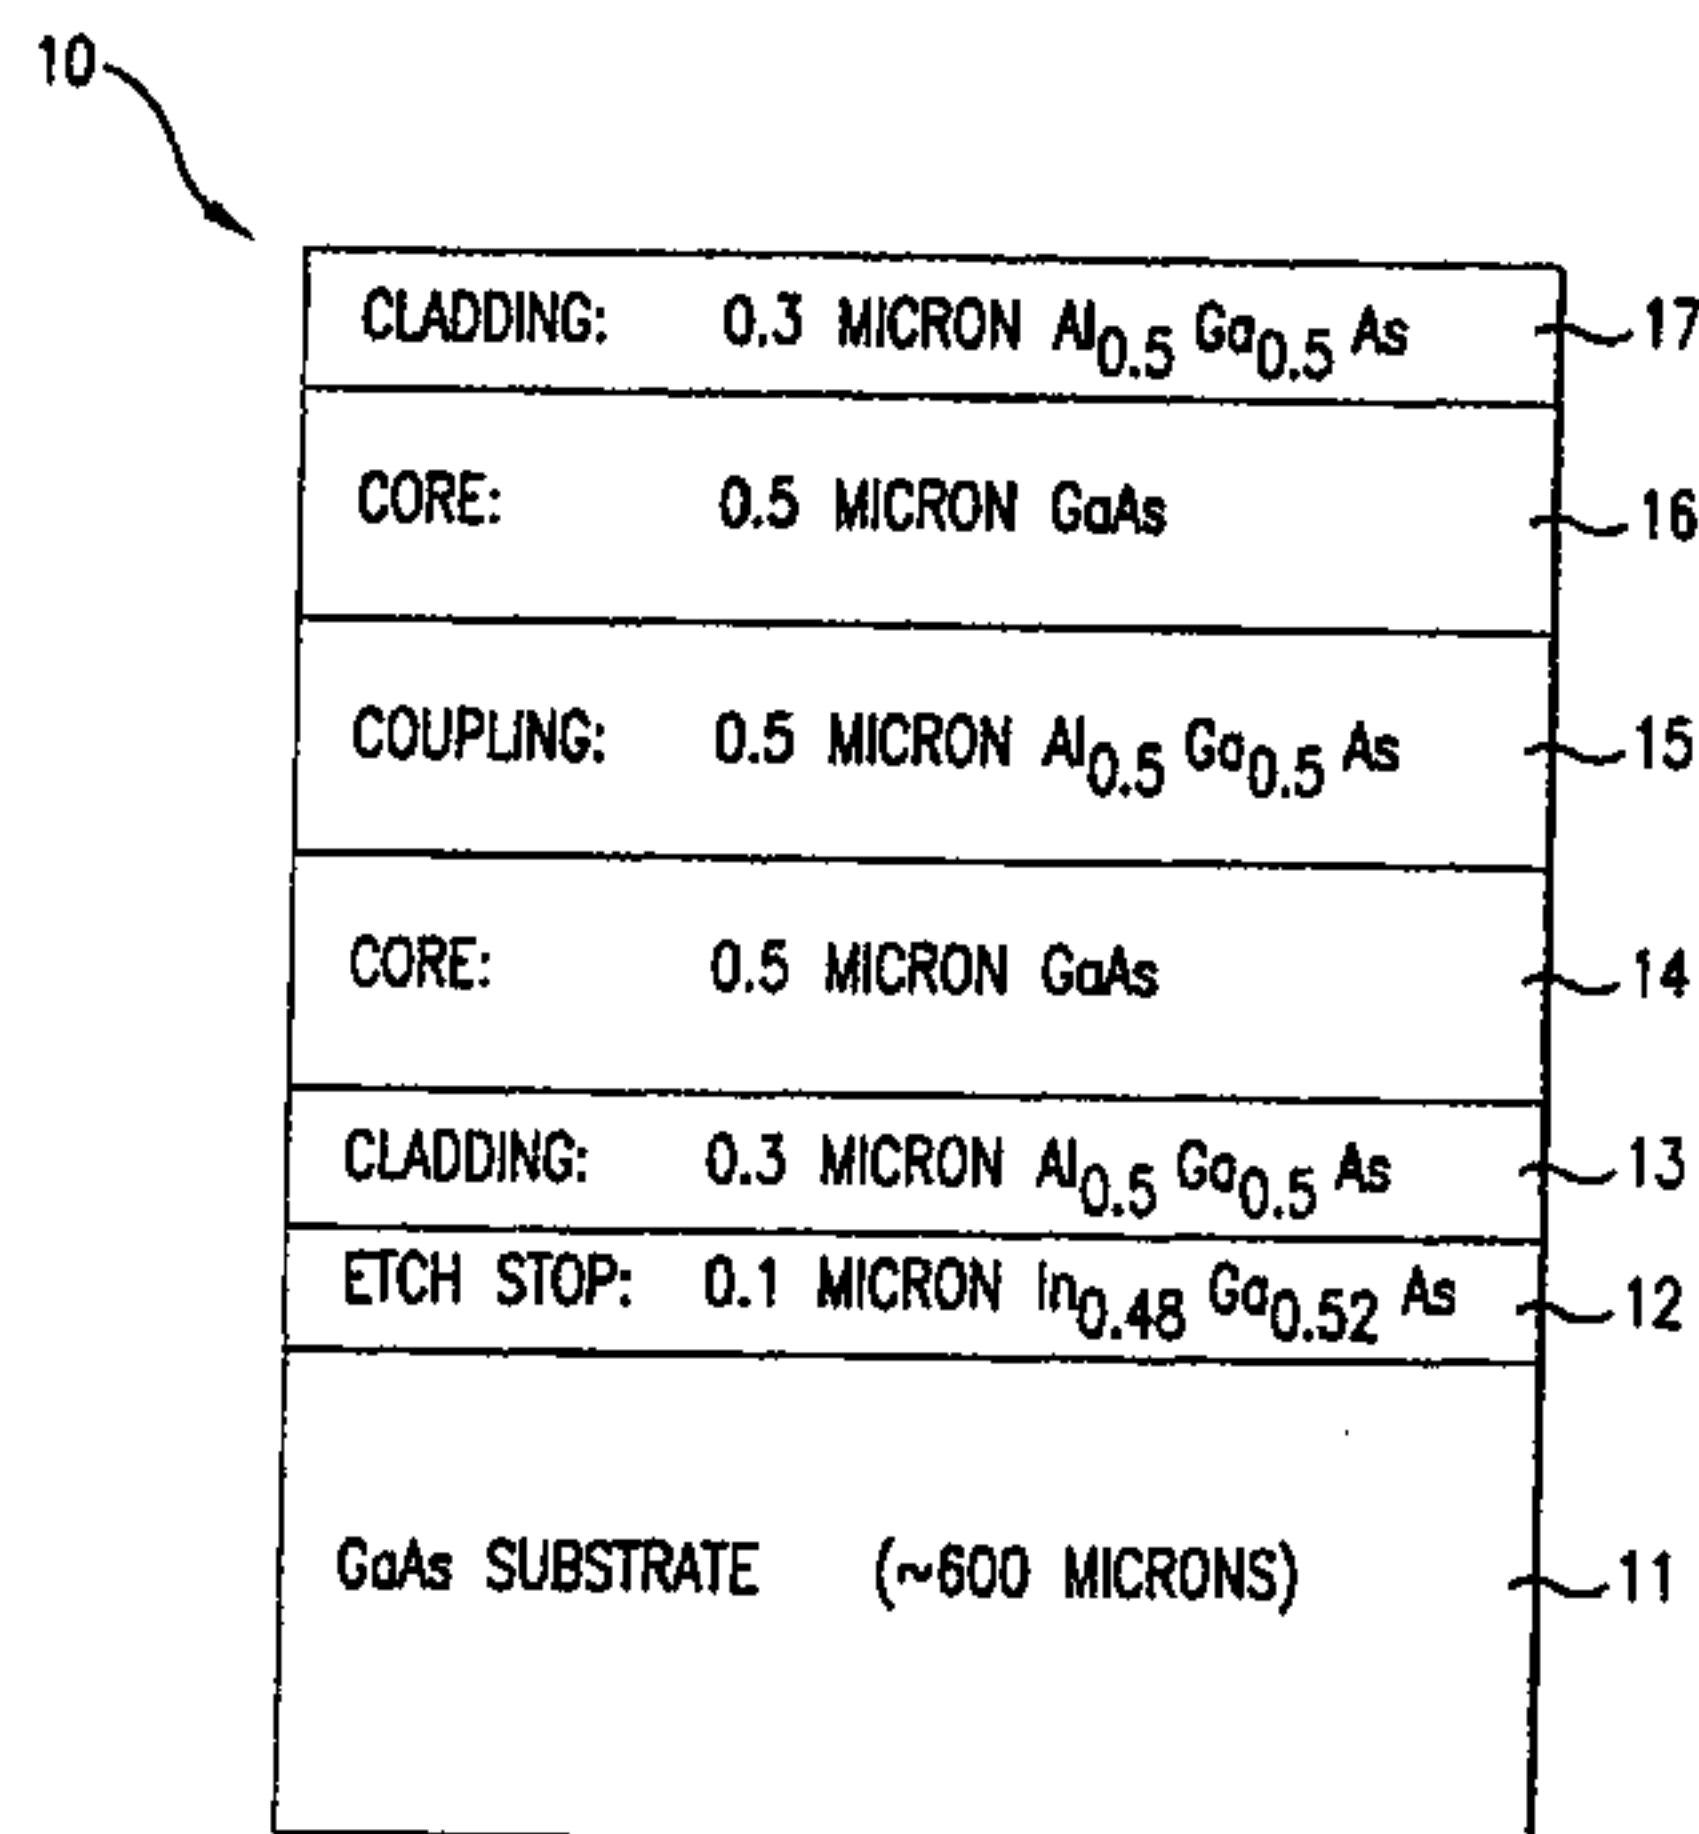 10
CLADDING: 0.3 MICRON Al0.5 Ga0.5 As 17
CORE: 0.5 MICRON GaAs 16
COUPLING: 0.5 MICRON Al0.5 Ga0.5 As 15
CORE: 0.5 MICRON GaAs 14
CLADDING: 0.3 MICRON Al0.5 Ga0.5 As 13
ETCH STOP: 0.1 MICRON In0.48 Ga0.52 As 12
GaAs SUBSTRATE (~600 MICRONS) 11